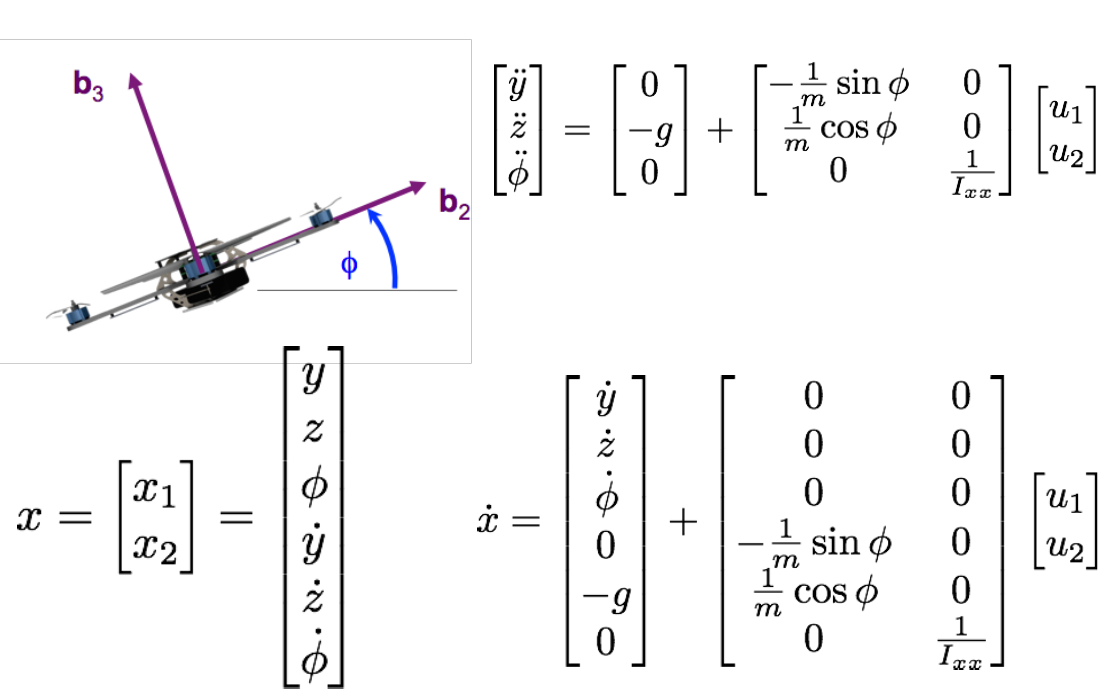 b₃
b₂
ϕ
[ÿ; z̈; ϕ̈] = [0; −g; 0] + [−1/m sin ϕ, 0; 1/m cos ϕ, 0; 0, 1/Iₓₓ] [u₁; u₂]
x = [x₁; x₂] = [y; z; ϕ; ẏ; ż; ϕ̇]
ẋ = [ẏ; ż; ϕ̇; 0; −g; 0] + [0, 0; 0, 0; 0, 0; −1/m sin ϕ, 0; 1/m cos ϕ, 0; 0, 1/Iₓₓ] [u₁; u₂]